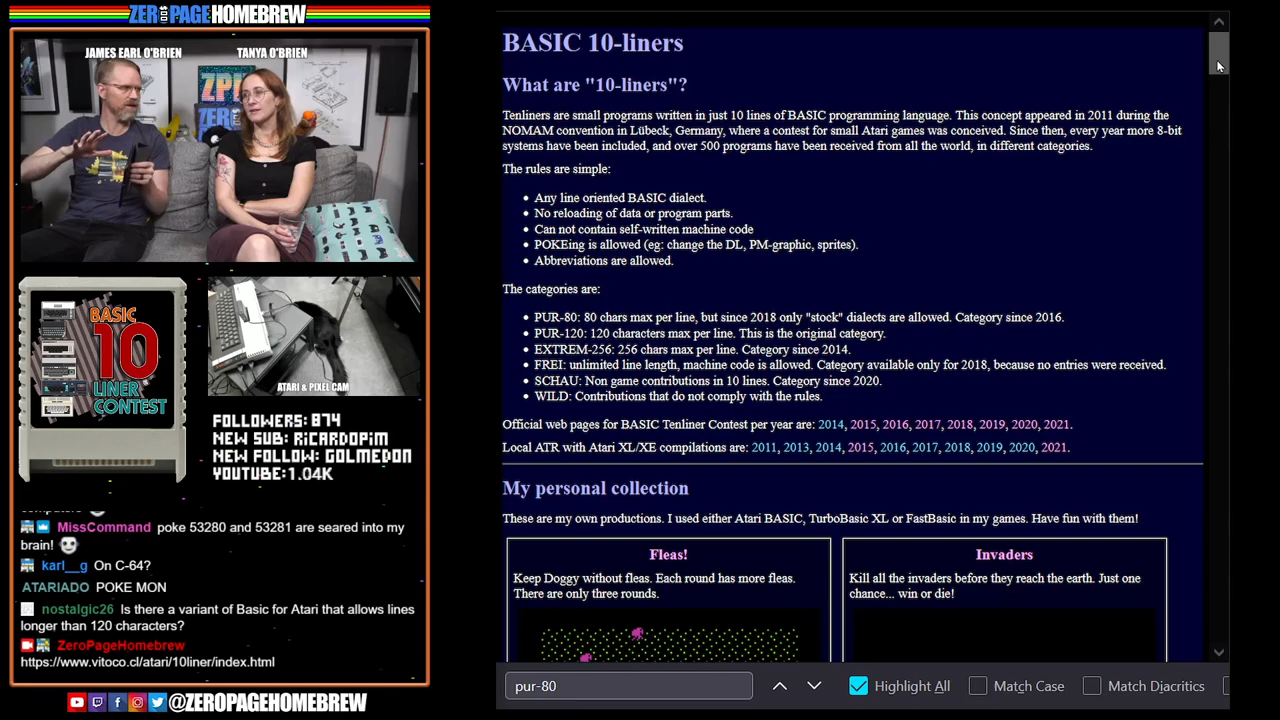 ZEROPAGEHOMEBREW
JAMES EARL O'BRIEN
TANYA O'BRIEN
BASIC
10
LINER
CONTEST
ATARI & PIXEL CAM
FOLLOWERS: 874
NEW SUB: RICARDOPIM
NEW FOLLOW: GOLMEDON
YOUTUBE: 1.04K
MissCommand poke 53280 and 53281 are seared into my
brain!
karl__g On C-64?
ATARIADO POKE MON
nostalgic26 Is there a variant of Basic for Atari that allows lines
longer than 120 characters?
ZeroPageHomebrew
https://www.vitoco.cl/atari/10liner/index.html
@ZEROPAGEHOMEBREW
BASIC 10-liners
What are "10-liners"?
Tenliners are small programs written in just 10 lines of BASIC programming language. This concept appeared in 2011 during the
NOMAM convention in Lübeck, Germany, where a contest for small Atari games was conceived. Since then, every year more 8-bit
systems have been included, and over 500 programs have been received from all the world, in different categories.
The rules are simple:
• Any line oriented BASIC dialect.
• No reloading of data or program parts.
• Can not contain self-written machine code
• POKEing is allowed (eg: change the DL, PM-graphic, sprites).
• Abbreviations are allowed.
The categories are:
• PUR-80: 80 chars max per line, but since 2018 only "stock" dialects are allowed. Category since 2016.
• PUR-120: 120 characters max per line. This is the original category.
• EXTREM-256: 256 chars max per line. Category since 2014.
• FREI: unlimited line length, machine code is allowed. Category available only for 2018, because no entries were received.
• SCHAU: Non game contributions in 10 lines. Category since 2020.
• WILD: Contributions that do not comply with the rules.
Official web pages for BASIC Tenliner Contest per year are: 2014, 2015, 2016, 2017, 2018, 2019, 2020, 2021.
Local ATR with Atari XL/XE compilations are: 2011, 2013, 2014, 2015, 2016, 2017, 2018, 2019, 2020, 2021.
My personal collection
These are my own productions. I used either Atari BASIC, TurboBasic XL or FastBasic in my games. Have fun with them!
Fleas!
Keep Doggy without fleas. Each round has more fleas.
There are only three rounds.
Invaders
Kill all the invaders before they reach the earth. Just one
chance... win or die!
pur-80
Highlight All
Match Case
Match Diacritics